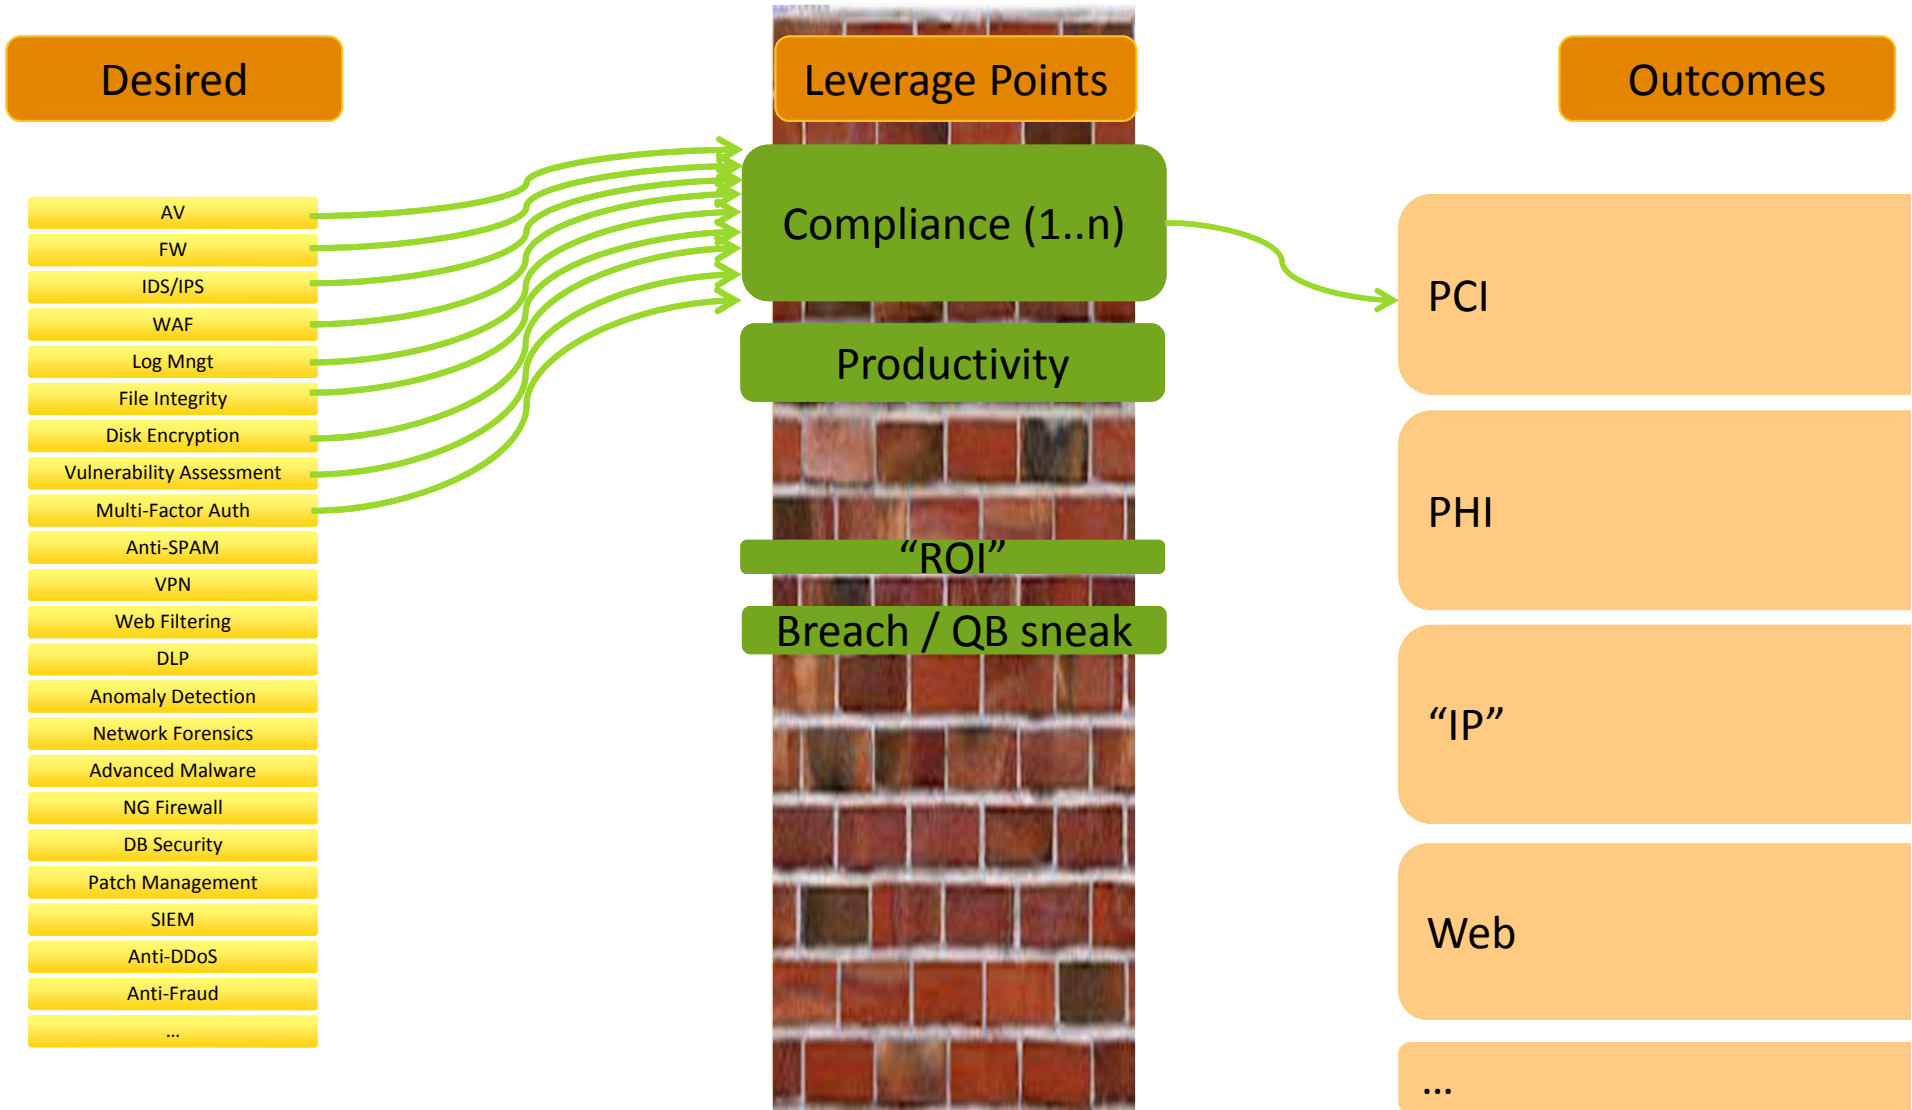 Desired
Leverage Points
Outcomes
AV
FW
IDS/IPS
WAF
Log Mngt
File Integrity
Disk Encryption
Vulnerability Assessment
Multi-Factor Auth
Anti-SPAM
VPN
Web Filtering
DLP
Anomaly Detection
Network Forensics
Advanced Malware
NG Firewall
DB Security
Patch Management
SIEM
Anti-DDoS
Anti-Fraud
...
Compliance (1..n)
Productivity
“ROI”
Breach / QB sneak
PCI
PHI
“IP”
Web
...